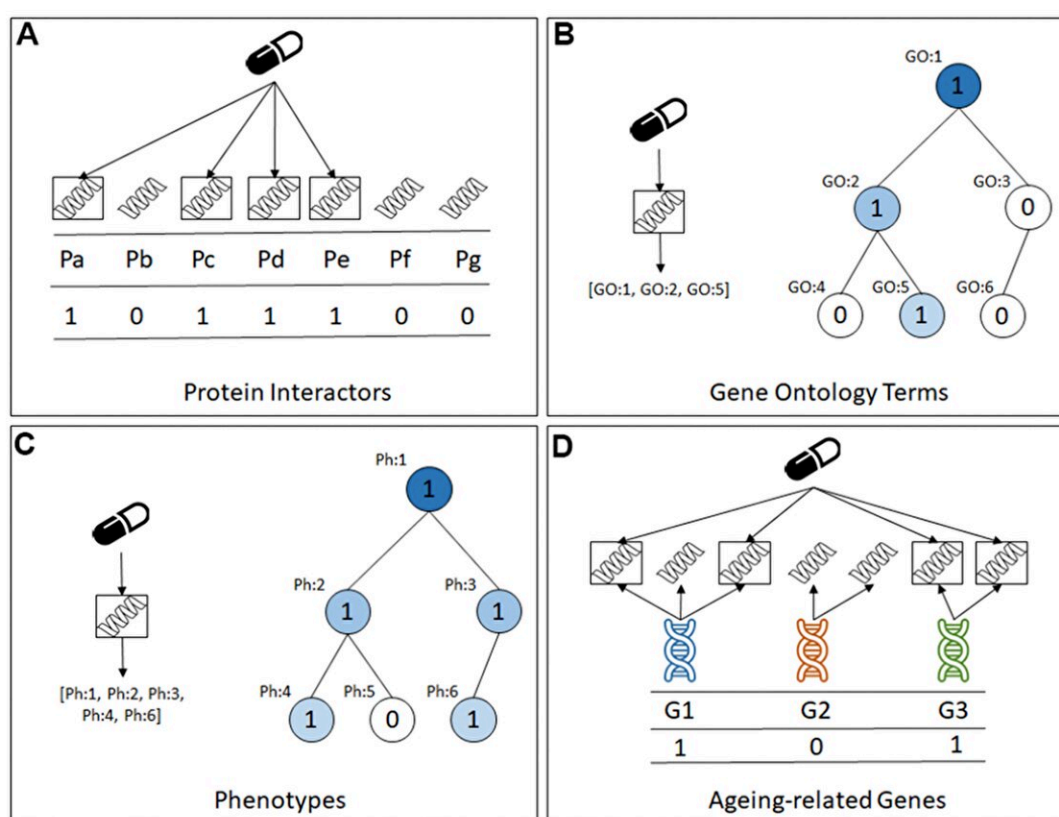 A
Pa Pb Pc Pd Pe Pf Pg
1 0 1 1 1 0 0
Protein Interactors
B
GO:1
1
GO:2 GO:3
1 0
[GO:1, GO:2, GO:5]
GO:4 GO:5 GO:6
0 1 0
Gene Ontology Terms
C
Ph:1
1
Ph:2 Ph:3
1 1
[Ph:1, Ph:2, Ph:3,
Ph:4, Ph:6]
Ph:4 Ph:5 Ph:6
1 0 1
Phenotypes
D
G1 G2 G3
1 0 1
Ageing-related Genes